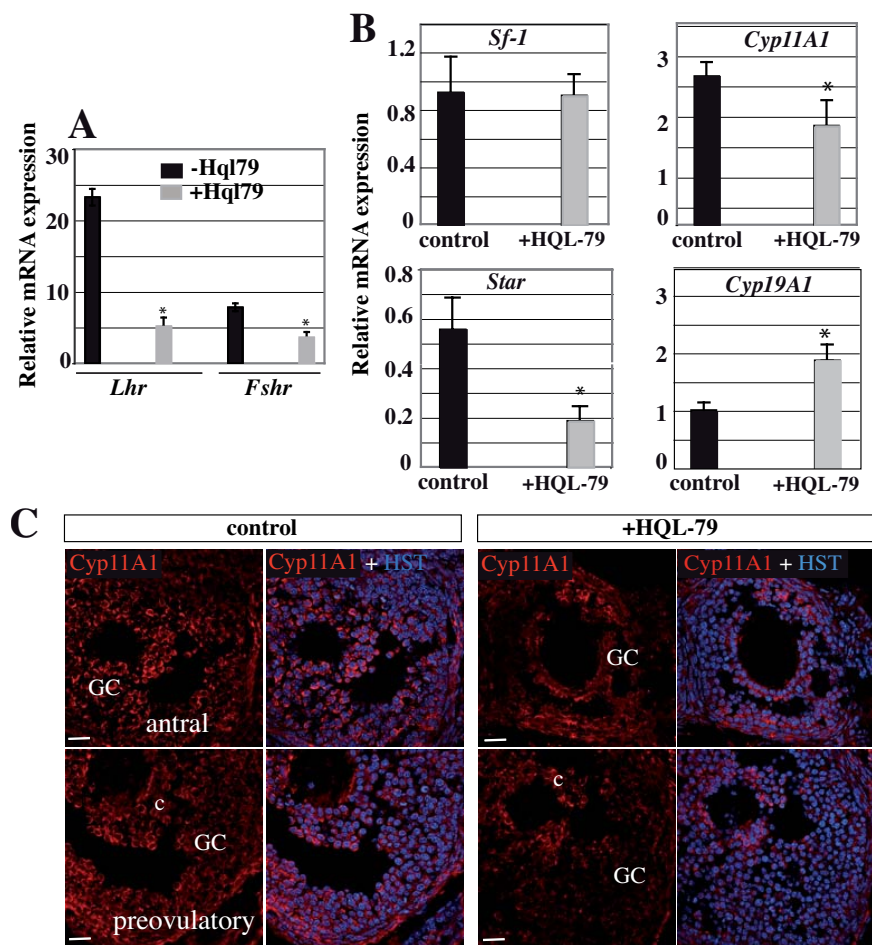 A
Relative mRNA expression
30
20
10
0
-Hql79
+Hql79
*
*
Lhr
Fshr
B
Relative mRNA expression
Sf-1
1.2
0.8
0.4
0
control
+HQL-79
Cyp11A1
3
2
1
0
*
control
+HQL-79
Star
0.8
0.6
0.4
0.2
0
*
control
+HQL-79
Cyp19A1
3
2
1
0
*
control
+HQL-79
C
control
+HQL-79
Cyp11A1
Cyp11A1 + HST
Cyp11A1
Cyp11A1 + HST
GC
antral
GC
c
GC
preovulatory
c
GC